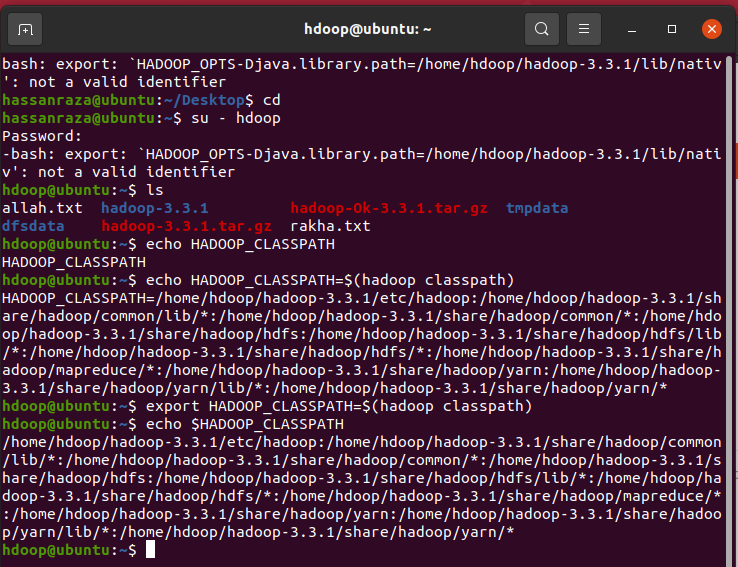 hdoop@ubuntu: ~
bash: export: `HADOOP_OPTS-Djava.library.path=/home/hdoop/hadoop-3.3.1/lib/nativ
': not a valid identifier
hassanraza@ubuntu:~/Desktop$ cd
hassanraza@ubuntu:~$ su - hdoop
Password:
-bash: export: `HADOOP_OPTS-Djava.library.path=/home/hdoop/hadoop-3.3.1/lib/nati
v': not a valid identifier
hdoop@ubuntu:~$ ls
allah.txt  hadoop-3.3.1         hadoop-Ok-3.3.1.tar.gz  tmpdata
dfsdata    hadoop-3.3.1.tar.gz  rakha.txt
hdoop@ubuntu:~$ echo HADOOP_CLASSPATH
HADOOP_CLASSPATH
hdoop@ubuntu:~$ echo HADOOP_CLASSPATH=$(hadoop classpath)
HADOOP_CLASSPATH=/home/hdoop/hadoop-3.3.1/etc/hadoop:/home/hdoop/hadoop-3.3.1/sh
are/hadoop/common/lib/*:/home/hdoop/hadoop-3.3.1/share/hadoop/common/*:/home/hdo
op/hadoop-3.3.1/share/hadoop/hdfs:/home/hdoop/hadoop-3.3.1/share/hadoop/hdfs/lib
/*:/home/hdoop/hadoop-3.3.1/share/hadoop/hdfs/*:/home/hdoop/hadoop-3.3.1/share/h
adoop/mapreduce/*:/home/hdoop/hadoop-3.3.1/share/hadoop/yarn:/home/hdoop/hadoop-
3.3.1/share/hadoop/yarn/lib/*:/home/hdoop/hadoop-3.3.1/share/hadoop/yarn/*
hdoop@ubuntu:~$ export HADOOP_CLASSPATH=$(hadoop classpath)
hdoop@ubuntu:~$ echo $HADOOP_CLASSPATH
/home/hdoop/hadoop-3.3.1/etc/hadoop:/home/hdoop/hadoop-3.3.1/share/hadoop/common
/lib/*:/home/hdoop/hadoop-3.3.1/share/hadoop/common/*:/home/hdoop/hadoop-3.3.1/s
hare/hadoop/hdfs:/home/hdoop/hadoop-3.3.1/share/hadoop/hdfs/lib/*:/home/hdoop/ha
doop-3.3.1/share/hadoop/hdfs/*:/home/hdoop/hadoop-3.3.1/share/hadoop/mapreduce/*
:/home/hdoop/hadoop-3.3.1/share/hadoop/yarn:/home/hdoop/hadoop-3.3.1/share/hadoo
p/yarn/lib/*:/home/hdoop/hadoop-3.3.1/share/hadoop/yarn/*
hdoop@ubuntu:~$